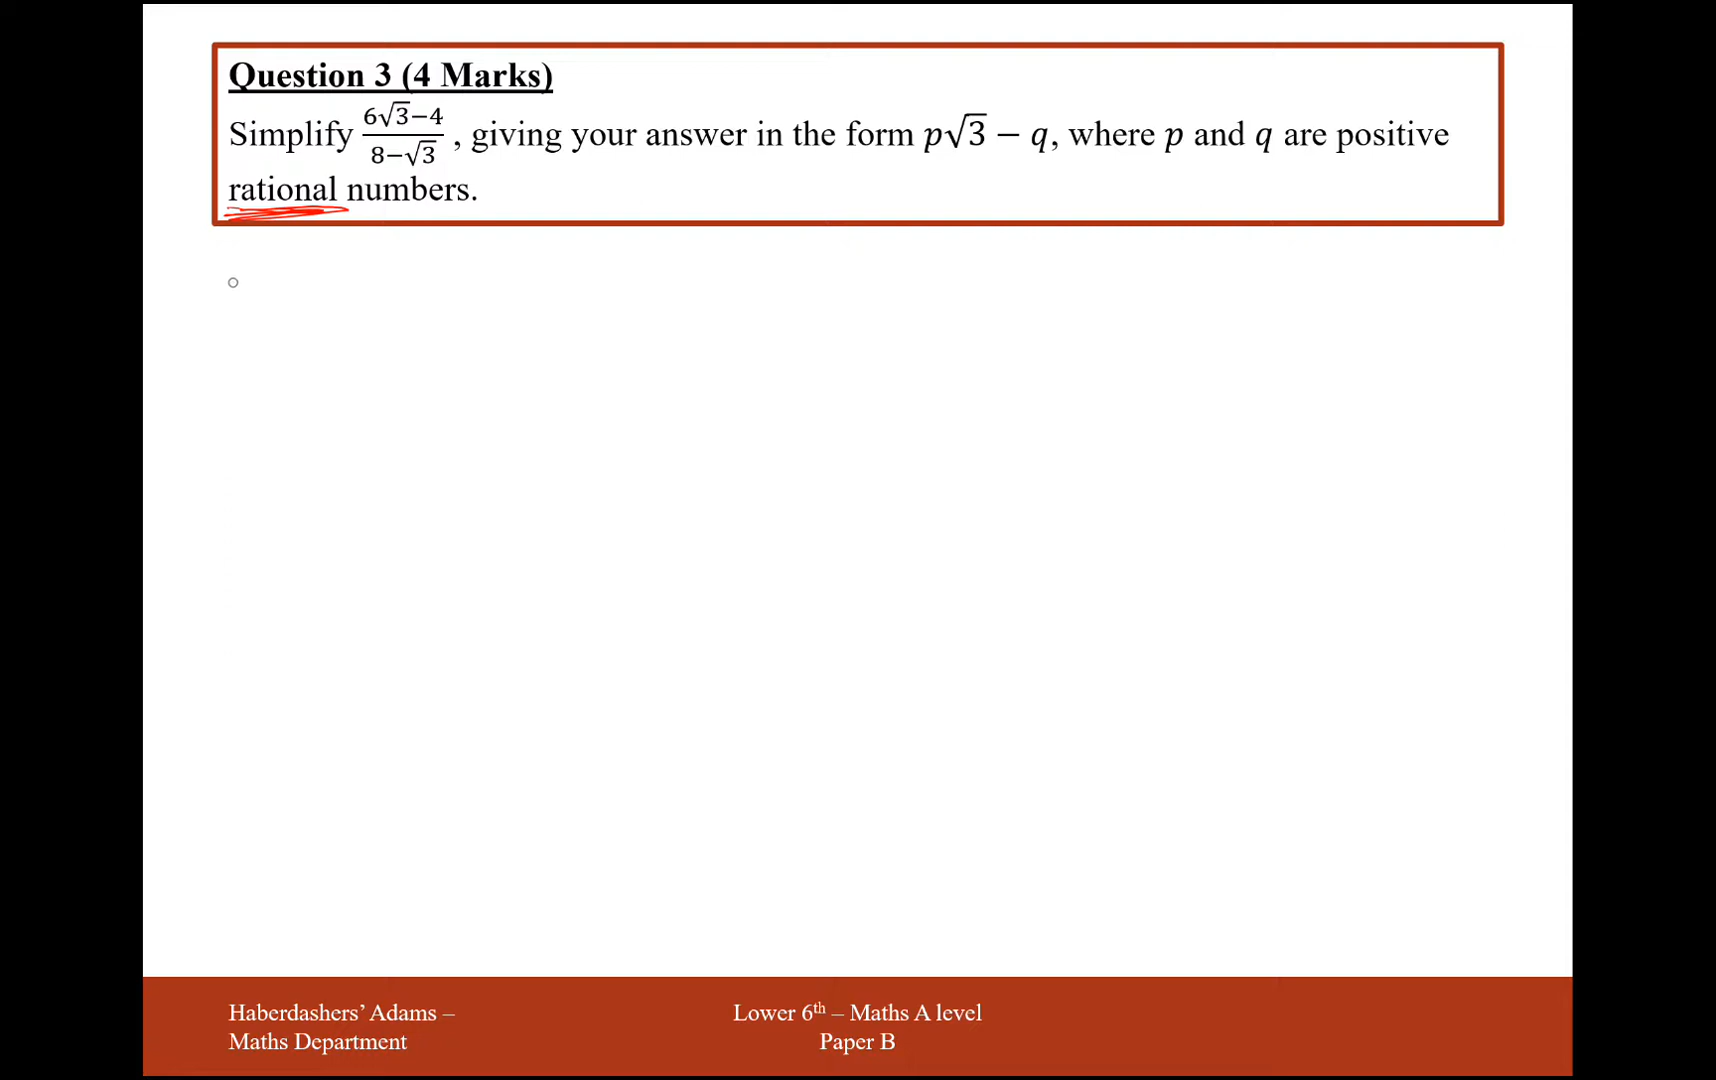 Question 3 (4 Marks)
Simplify (6√3−4)/(8−√3) , giving your answer in the form p√3 − q, where p and q are positive
rational numbers.
Haberdashers’ Adams –
Maths Department
Lower 6th – Maths A level
Paper B